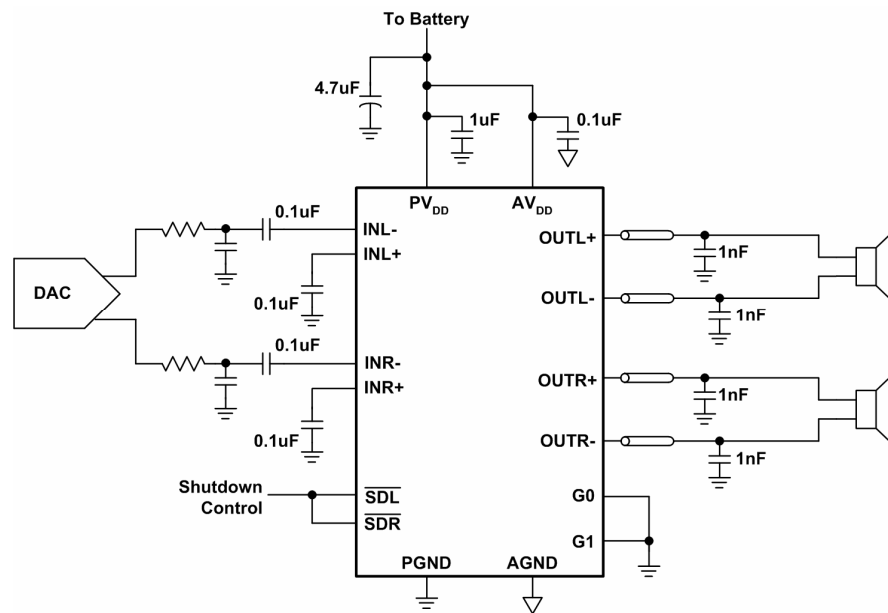 To Battery
4.7uF
1uF
0.1uF
PVDD
AVDD
0.1uF
INL-
INL+
0.1uF
DAC
0.1uF
INR-
INR+
0.1uF
Shutdown
Control
SDL
SDR
PGND
AGND
OUTL+
1nF
OUTL-
1nF
OUTR+
1nF
OUTR-
1nF
G0
G1